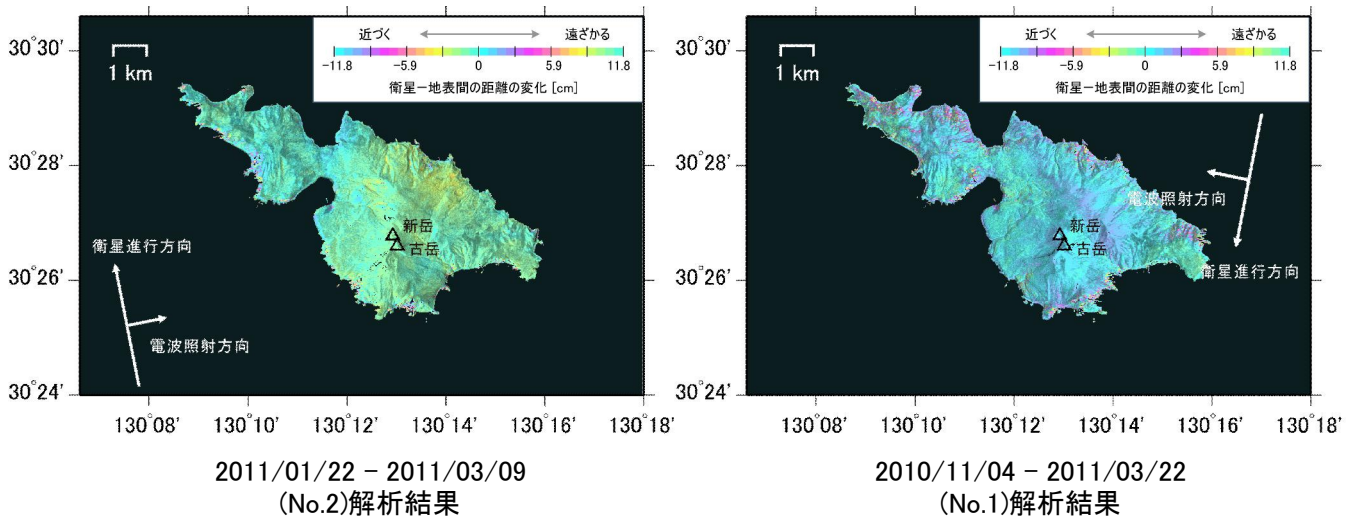 近づく 遠ざかる
-11.8 -5.9 0 5.9 11.8
衛星-地表間の距離の変化 [cm]
1 km
新岳
古岳
衛星進行方向
電波照射方向
30°30'
30°28'
30°26'
30°24'
130°08' 130°10' 130°12' 130°14' 130°16' 130°18'
2011/01/22 - 2011/03/09
(No.2)解析結果
近づく 遠ざかる
-11.8 -5.9 0 5.9 11.8
衛星-地表間の距離の変化 [cm]
1 km
電波照射方向
新岳
古岳
衛星進行方向
30°30'
30°28'
30°26'
30°24'
130°08' 130°10' 130°12' 130°14' 130°16' 130°18'
2010/11/04 - 2011/03/22
(No.1)解析結果